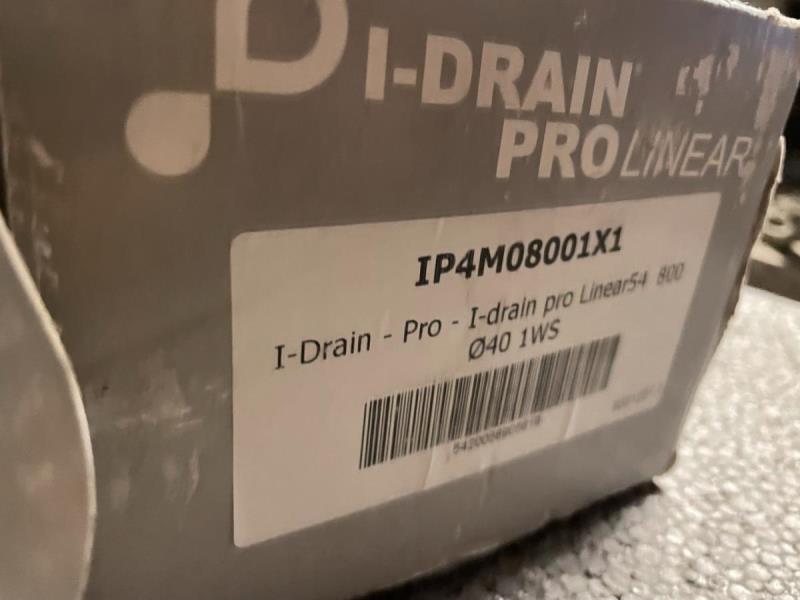 I-DRAIN
PRO LINEAR
IP4M08001X1
I-Drain - Pro - I-drain pro Linear54 800
Ø40 1WS